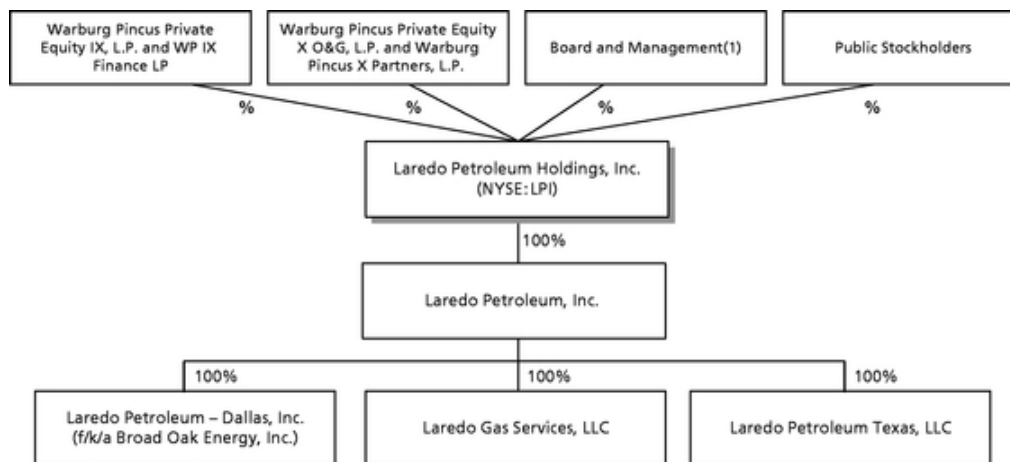 Warburg Pincus Private
Equity IX, L.P. and WP IX
Finance LP
Warburg Pincus Private Equity
X O&G, L.P. and Warburg
Pincus X Partners, L.P.
Board and Management(1)
Public Stockholders
%
%
%
%
Laredo Petroleum Holdings, Inc.
(NYSE:LPI)
100%
Laredo Petroleum, Inc.
100%
100%
100%
Laredo Petroleum – Dallas, Inc.
(f/k/a Broad Oak Energy, Inc.)
Laredo Gas Services, LLC
Laredo Petroleum Texas, LLC